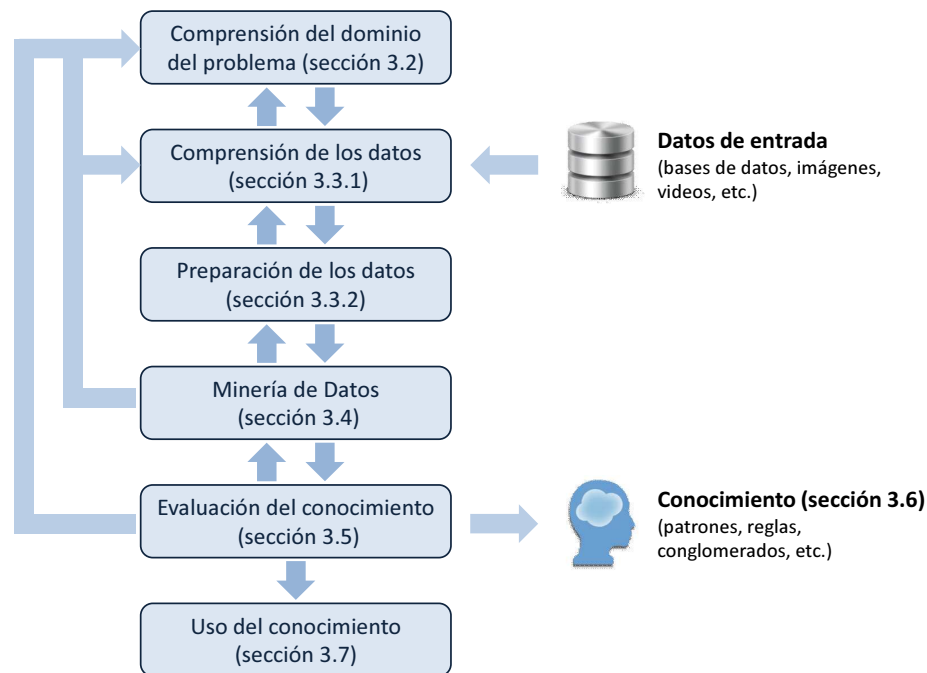 Comprensión del dominio
del problema (sección 3.2)
Comprensión de los datos
(sección 3.3.1)
Datos de entrada
(bases de datos, imágenes,
videos, etc.)
Preparación de los datos
(sección 3.3.2)
Minería de Datos
(sección 3.4)
Evaluación del conocimiento
(sección 3.5)
Conocimiento (sección 3.6)
(patrones, reglas,
conglomerados, etc.)
Uso del conocimiento
(sección 3.7)